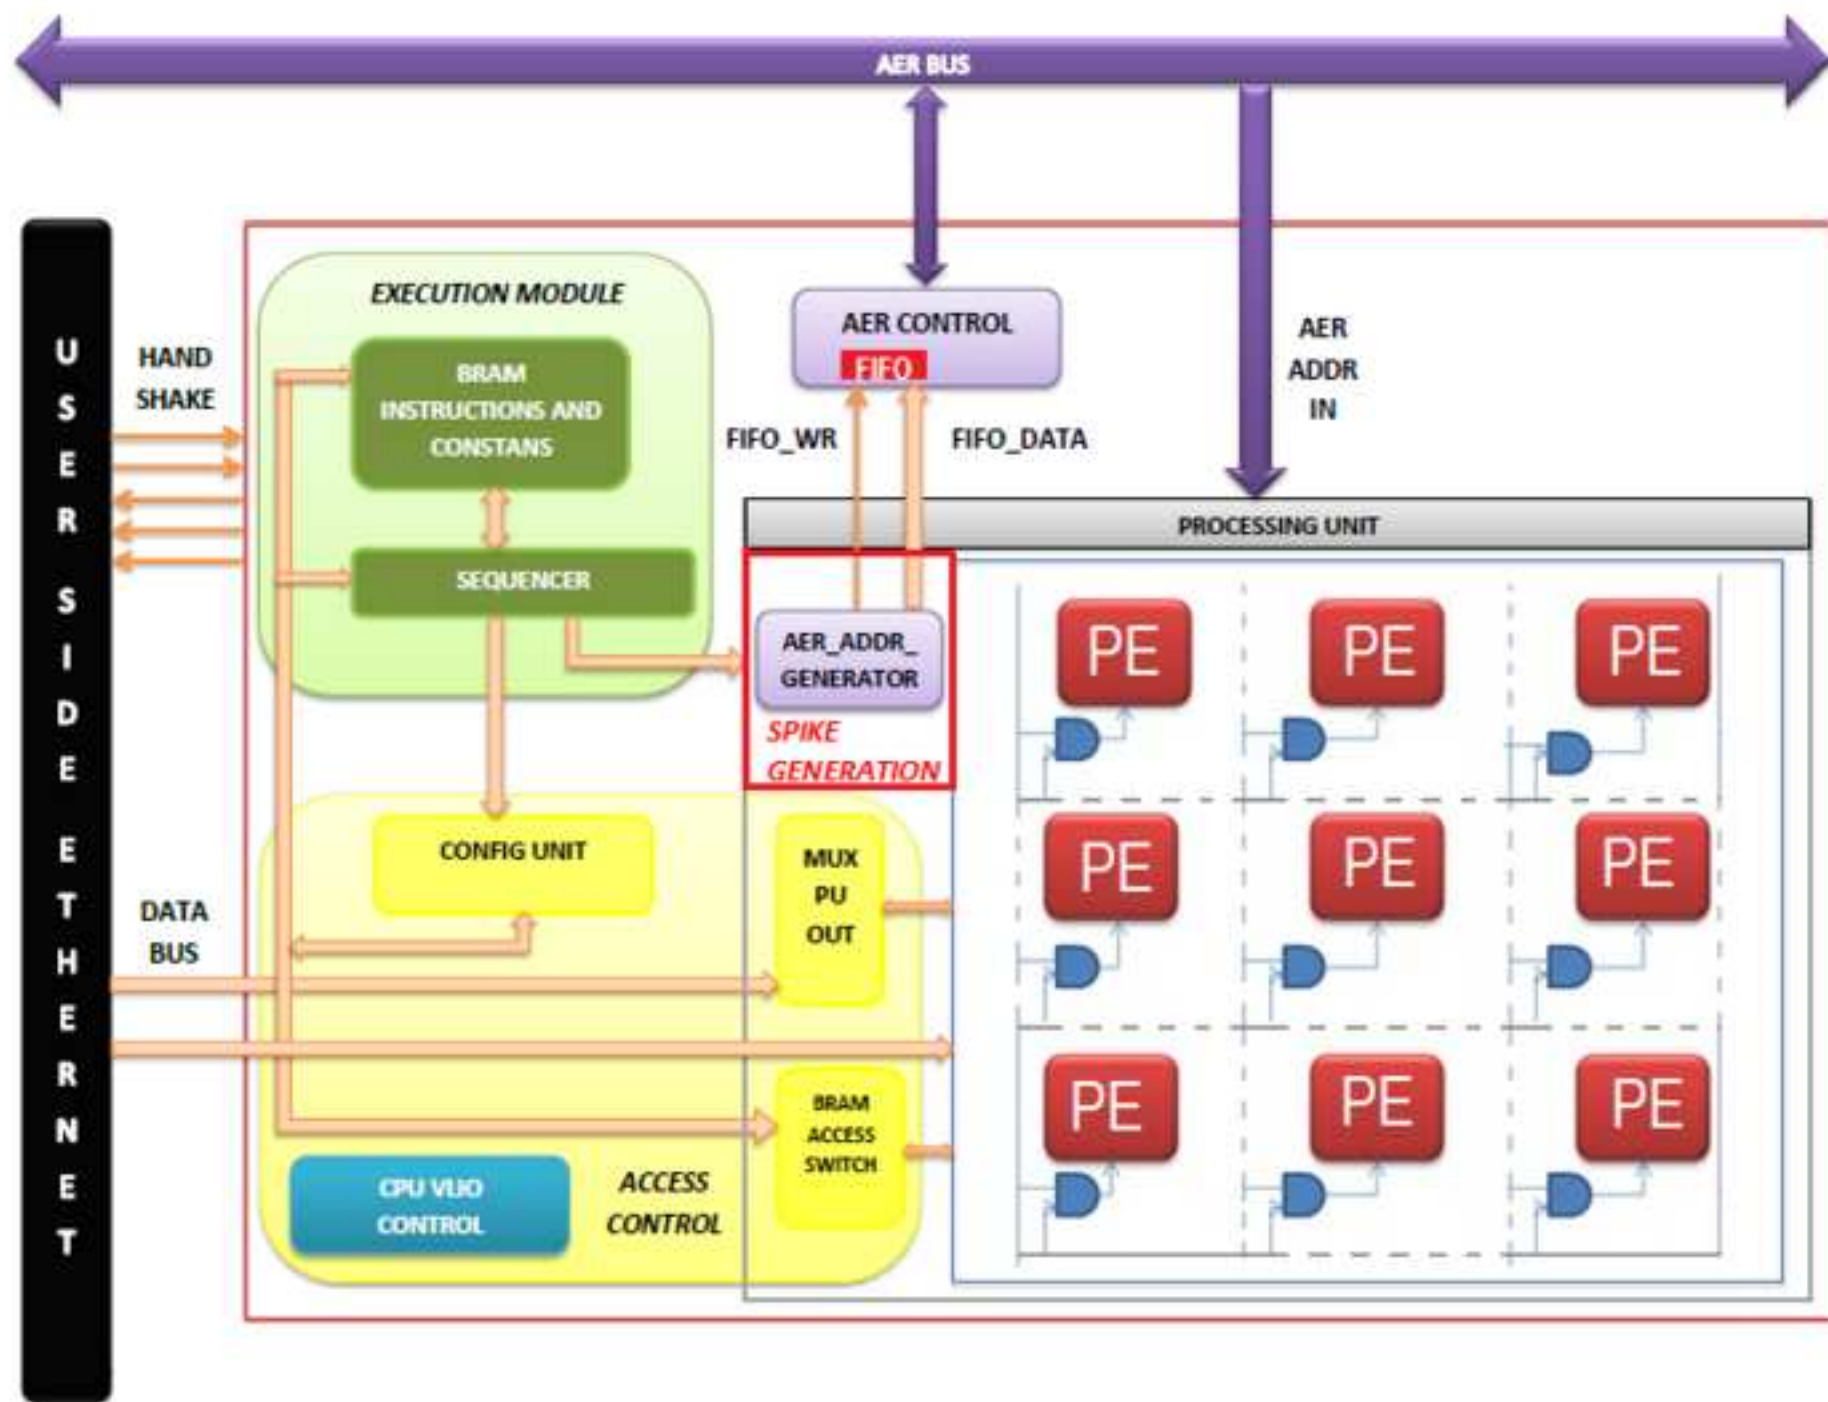 AER BUS
USER SIDE ETHERNET
HAND
SHAKE
EXECUTION MODULE
BRAM
INSTRUCTIONS AND
CONSTANS
SEQUENCER
AER CONTROL
FIFO
FIFO_WR
FIFO_DATA
AER
ADDR
IN
PROCESSING UNIT
AER_ADDR_
GENERATOR
SPIKE
GENERATION
PE
PE
PE
PE
PE
PE
PE
PE
PE
CONFIG UNIT
MUX
PU
OUT
DATA
BUS
BRAM
ACCESS
SWITCH
CPU VLIO
CONTROL
ACCESS
CONTROL